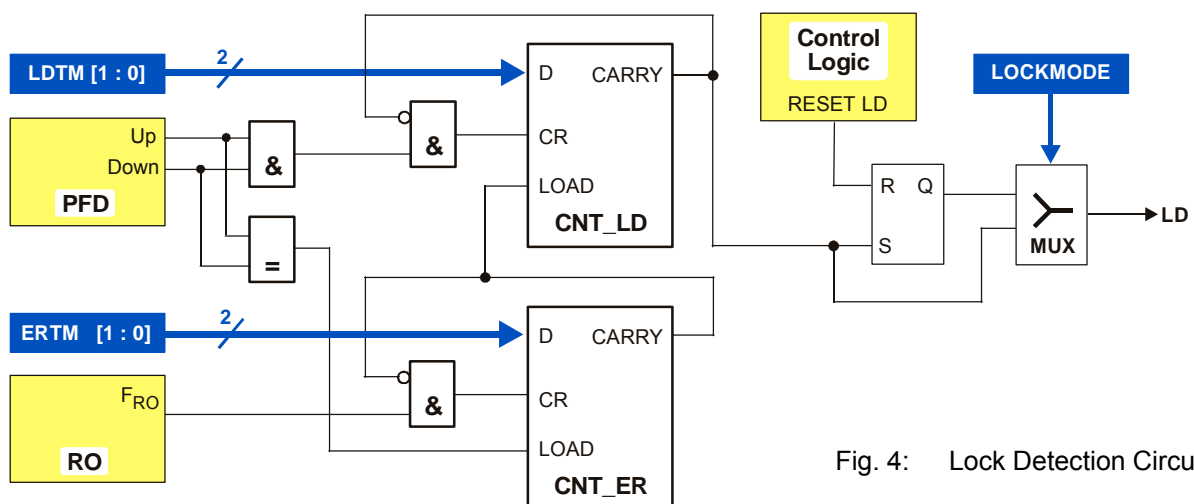 2
LDTM [1 : 0]
D CARRY
Control
Logic
RESET LD
LOCKMODE
Up
Down
PFD
&
&
CR
LOAD
CNT_LD
R Q
S
MUX
LD
=
2
ERTM [1 : 0]
D CARRY
FRO
RO
&
CR
LOAD
CNT_ER
Fig. 4: Lock Detection Circu